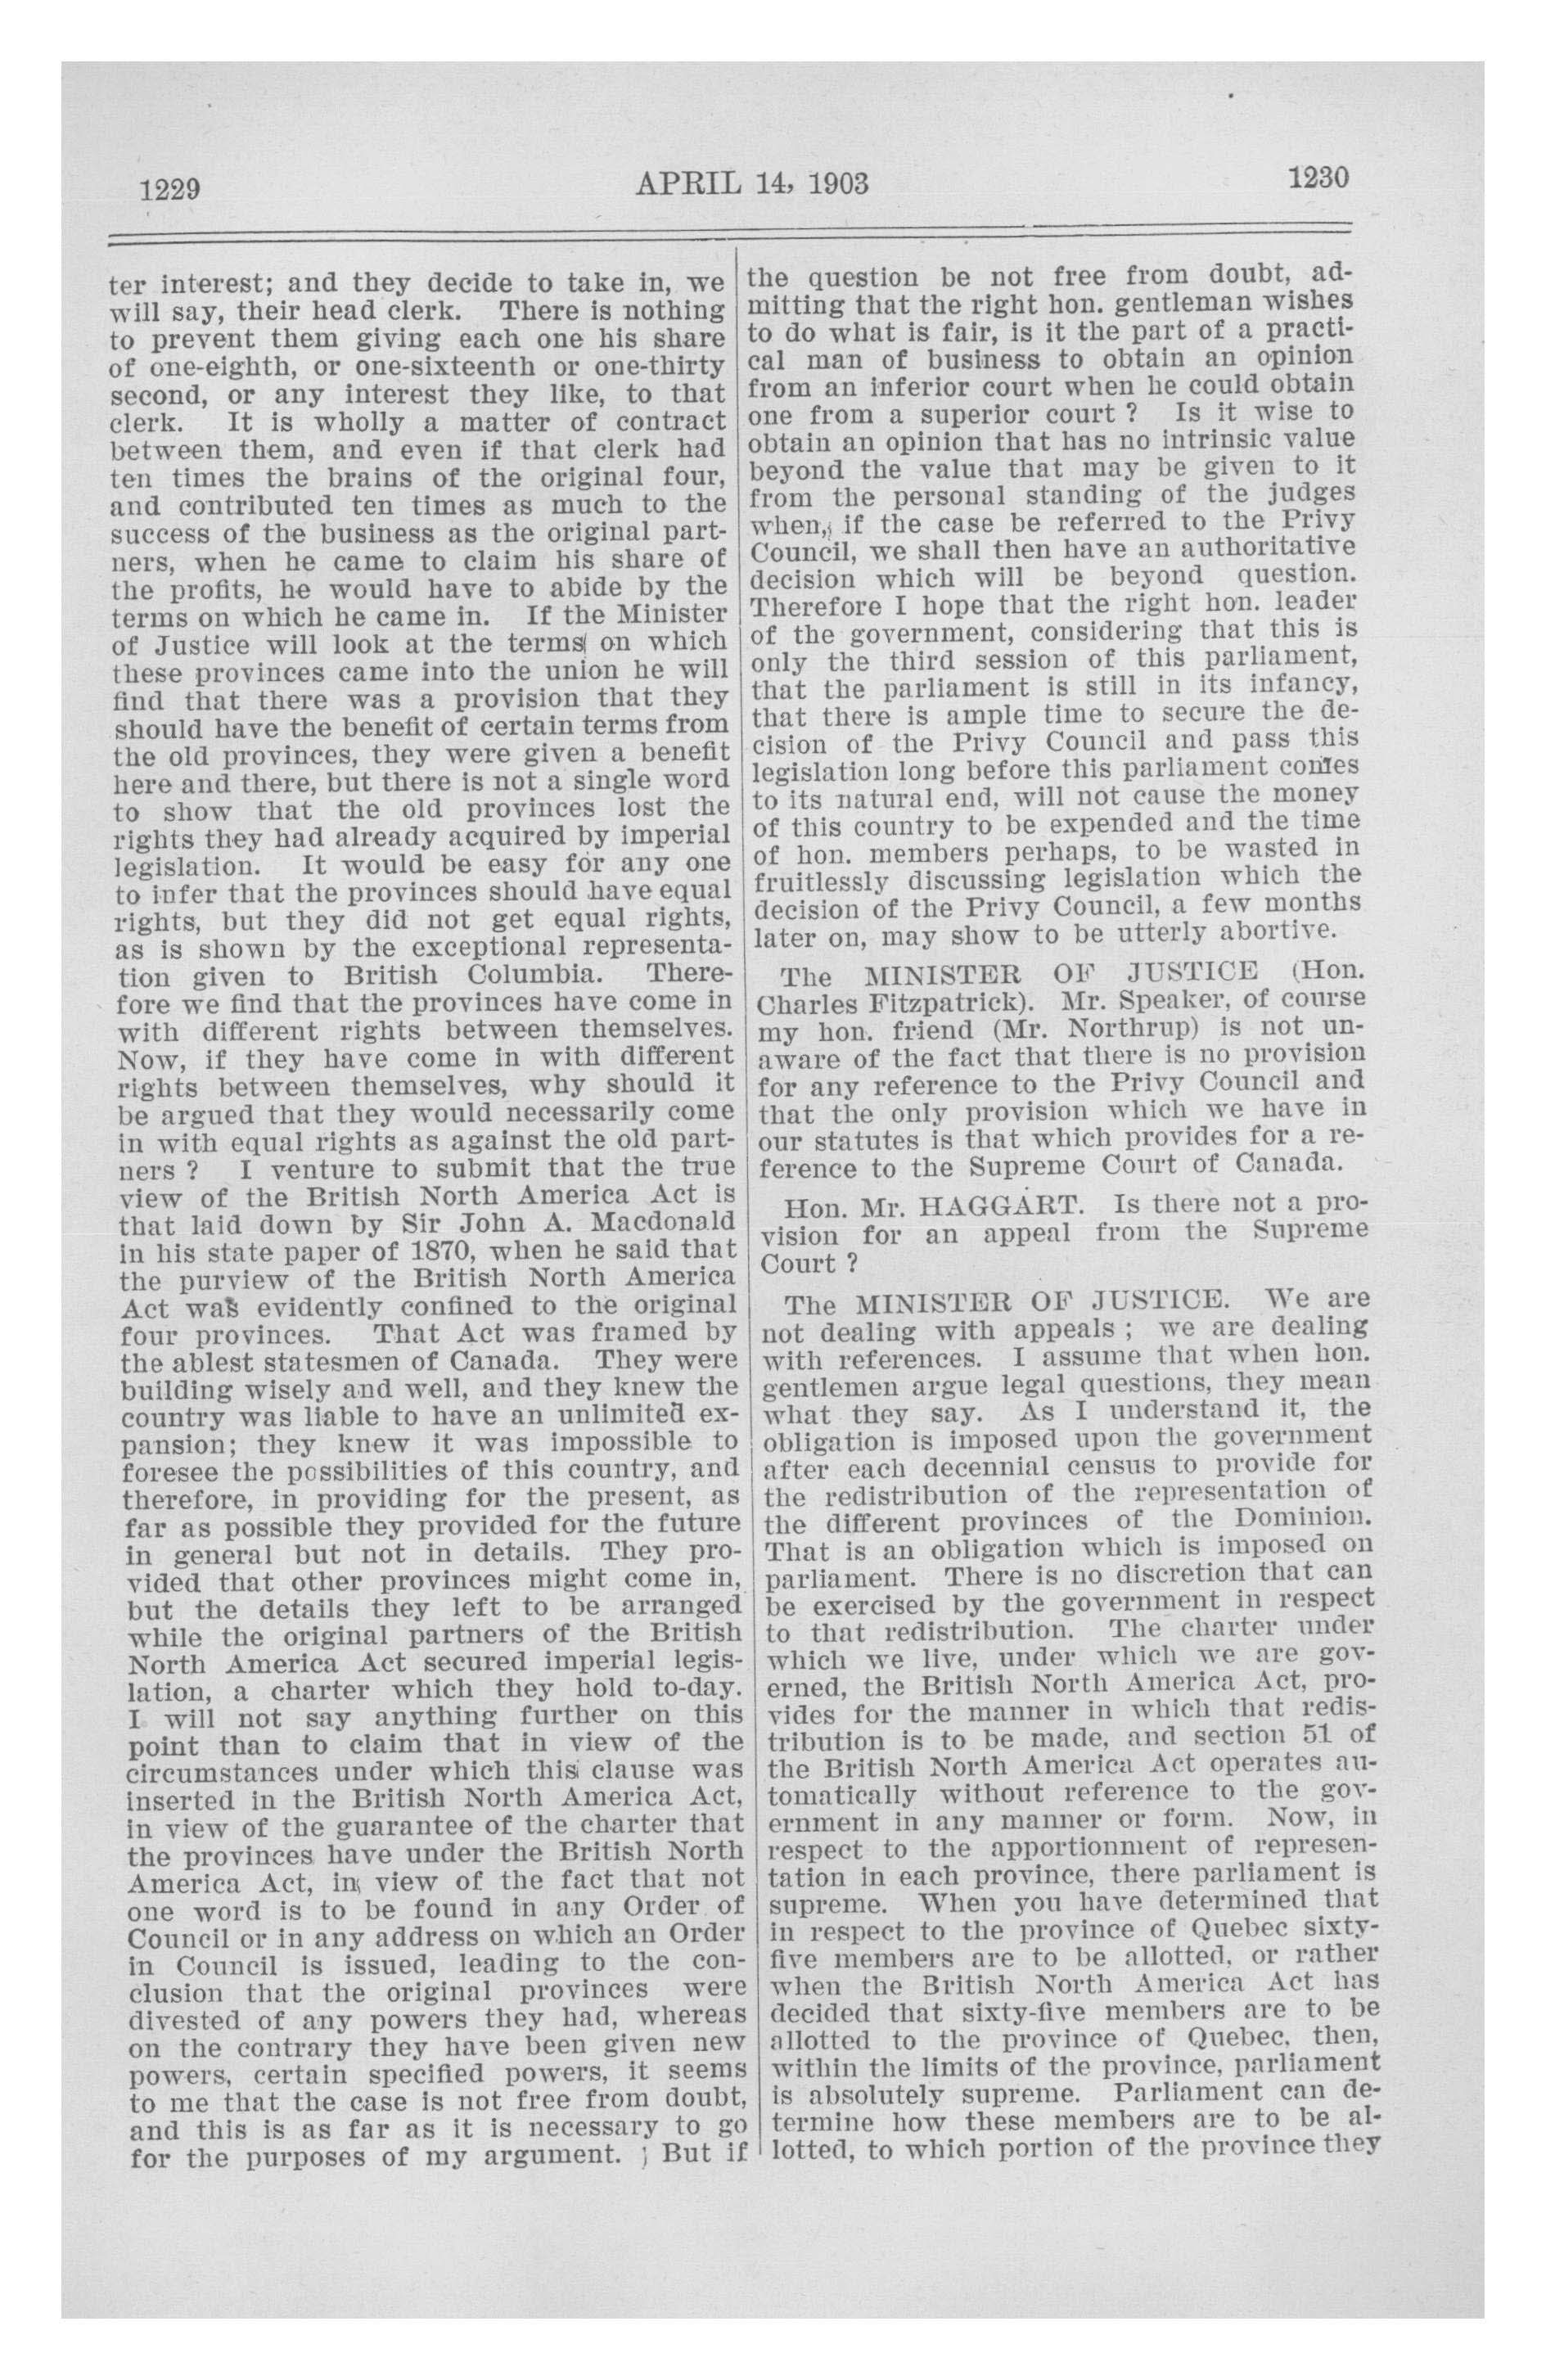 1229
APRIL 14, 1903
1230
ter interest; and they decide to take in, we
will say, their head clerk. There is nothing
to prevent them giving each one his share
of one-eighth, or one-sixteenth or one-thirty
second, or any interest they like, to that
clerk. It is wholly a matter of contract
between them, and even if that clerk had
ten times the brains of the original four,
and contributed ten times as much to the
success of the business as the original part-
ners, when he came to claim his share of
the profits, he would have to abide by the
terms on which he came in. If the Minister
of Justice will look at the terms on which
these provinces came into the union he will
find that there was a provision that they
should have the benefit of certain terms from
the old provinces, they were given a benefit
here and there, but there is not a single word
to show that the old provinces lost the
rights they had already acquired by imperial
legislation. It would be easy for any one
to infer that the provinces should have equal
rights, but they did not get equal rights,
as is shown by the exceptional representa-
tion given to British Columbia. There-
fore we find that the provinces have come in
with different rights between themselves.
Now, if they have come in with different
rights between themselves, why should it
be argued that they would necessarily come
in with equal rights as against the old part-
ners ? I venture to submit that the true
view of the British North America Act is
that laid down by Sir John A. Macdonald
in his state paper of 1870, when he said that
the purview of the British North America
Act was evidently confined to the original
four provinces. That Act was framed by
the ablest statesmen of Canada. They were
building wisely and well, and they knew the
country was liable to have an unlimited ex-
pansion; they knew it was impossible to
foresee the possibilities of this country, and
therefore, in providing for the present, as
far as possible they provided for the future
in general but not in details. They pro-
vided that other provinces might come in,
but the details they left to be arranged
while the original partners of the British
North America Act secured imperial legis-
lation, a charter which they hold to-day.
I will not say anything further on this
point than to claim that in view of the
circumstances under which this clause was
inserted in the British North America Act,
in view of the guarantee of the charter that
the provinces have under the British North
America Act, in view of the fact that not
one word is to be found in any Order of
Council or in any address on which an Order
in Council is issued, leading to the con-
clusion that the original provinces were
divested of any powers they had, whereas
on the contrary they have been given new
powers, certain specified powers, it seems
to me that the case is not free from doubt,
and this is as far as it is necessary to go
for the purposes of my argument. But if
the question be not free from doubt, ad-
mitting that the right hon. gentleman wishes
to do what is fair, is it the part of a practi-
cal man of business to obtain an opinion
from an inferior court when he could obtain
one from a superior court ? Is it wise to
obtain an opinion that has no intrinsic value
beyond the value that may be given to it
from the personal standing of the judges
when, if the case be referred to the Privy
Council, we shall then have an authoritative
decision which will be beyond question.
Therefore I hope that the right hon. leader
of the government, considering that this is
only the third session of this parliament,
that the parliament is still in its infancy,
that there is ample time to secure the de-
cision of the Privy Council and pass this
legislation long before this parliament comes
to its natural end, will not cause the money
of this country to be expended and the time
of hon. members perhaps, to be wasted in
fruitlessly discussing legislation which the
decision of the Privy Council, a few months
later on, may show to be utterly abortive.
The MINISTER OF JUSTICE (Hon.
Charles Fitzpatrick). Mr. Speaker, of course
my hon. friend (Mr. Northrup) is not un-
aware of the fact that there is no provision
for any reference to the Privy Council and
that the only provision which we have in
our statutes is that which provides for a re-
ference to the Supreme Court of Canada.
Hon. Mr. HAGGART. Is there not a pro-
vision for an appeal from the Supreme
Court ?
The MINISTER OF JUSTICE. We are
not dealing with appeals ; we are dealing
with references. I assume that when hon.
gentlemen argue legal questions, they mean
what they say. As I understand it, the
obligation is imposed upon the government
after each decennial census to provide for
the redistribution of the representation of
the different provinces of the Dominion.
That is an obligation which is imposed on
parliament. There is no discretion that can
be exercised by the government in respect
to that redistribution. The charter under
which we live, under which we are gov-
erned, the British North America Act, pro-
vides for the manner in which that redis-
tribution is to be made, and section 51 of
the British North America Act operates au-
tomatically without reference to the gov-
ernment in any manner or form. Now, in
respect to the apportionment of represen-
tation in each province, there parliament is
supreme. When you have determined that
in respect to the province of Quebec sixty-
five members are to be allotted, or rather
when the British North America Act has
decided that sixty-five members are to be
allotted to the province of Quebec, then,
within the limits of the province, parliament
is absolutely supreme. Parliament can de-
termine how these members are to be al-
lotted, to which portion of the province they